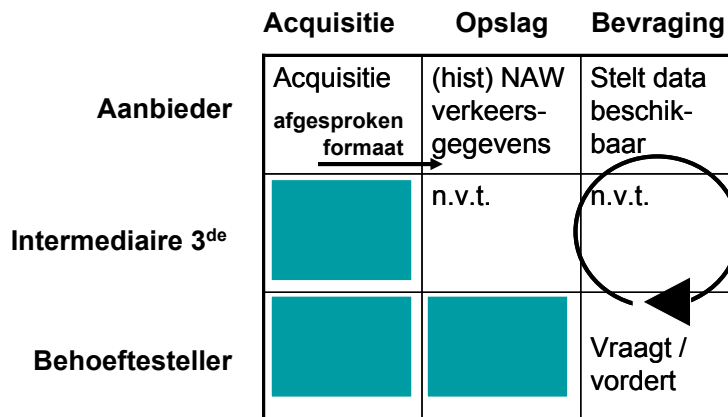 Acquisitie Opslag Bevraging
Aanbieder
Acquisitie
afgesproken
formaat
(hist) NAW
verkeers-
gegevens
Stelt data
beschik-
baar
Intermediaire 3de
n.v.t.
n.v.t.
Behoeftesteller
Vraagt /
vordert